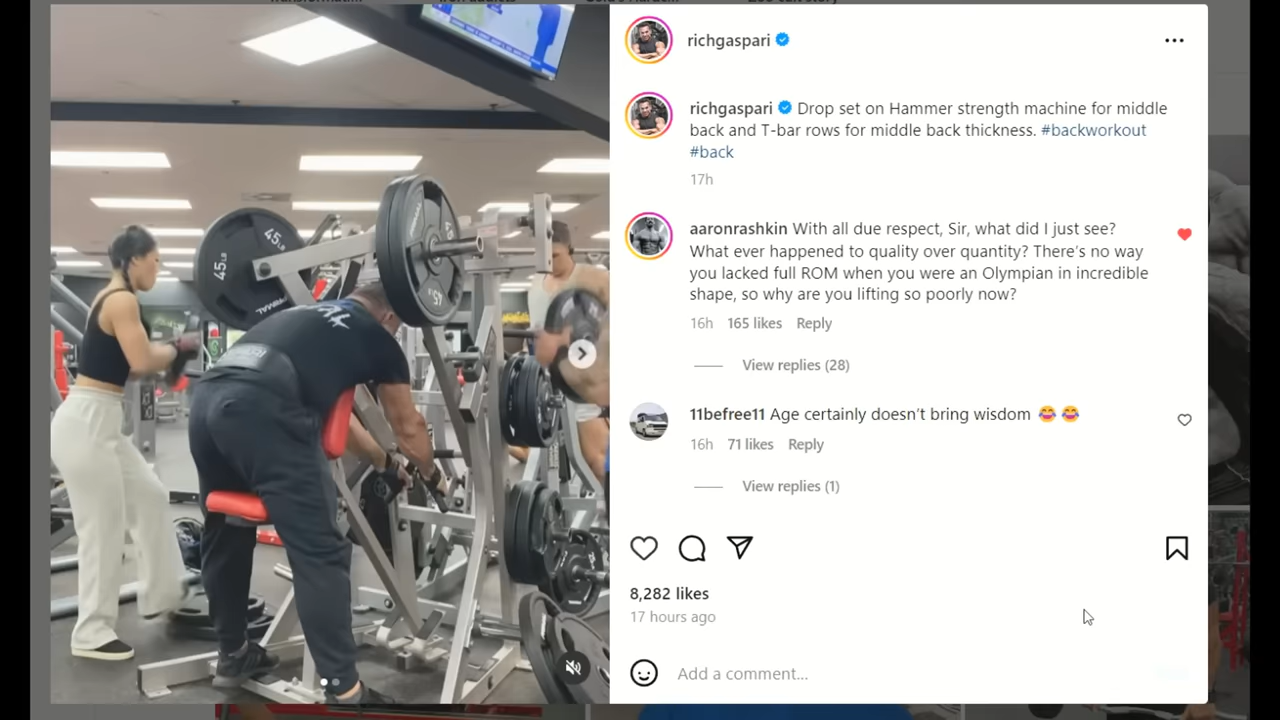 richgaspari
richgaspari Drop set on Hammer strength machine for middle
back and T-bar rows for middle back thickness. #backworkout
#back
17h
aaronrashkin With all due respect, Sir, what did I just see?
What ever happened to quality over quantity? There's no way
you lacked full ROM when you were an Olympian in incredible
shape, so why are you lifting so poorly now?
16h 165 likes Reply
View replies (28)
11befree11 Age certainly doesn't bring wisdom 😂 😂
16h 71 likes Reply
View replies (1)
8,282 likes
17 hours ago
Add a comment...
45LB
45LB
45